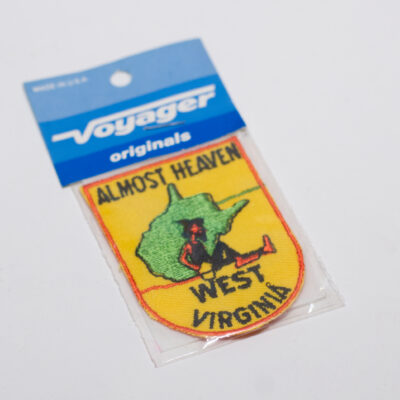 MADE IN U.S.A.
Voyager
originals
ALMOST HEAVEN
WEST
VIRGINIA